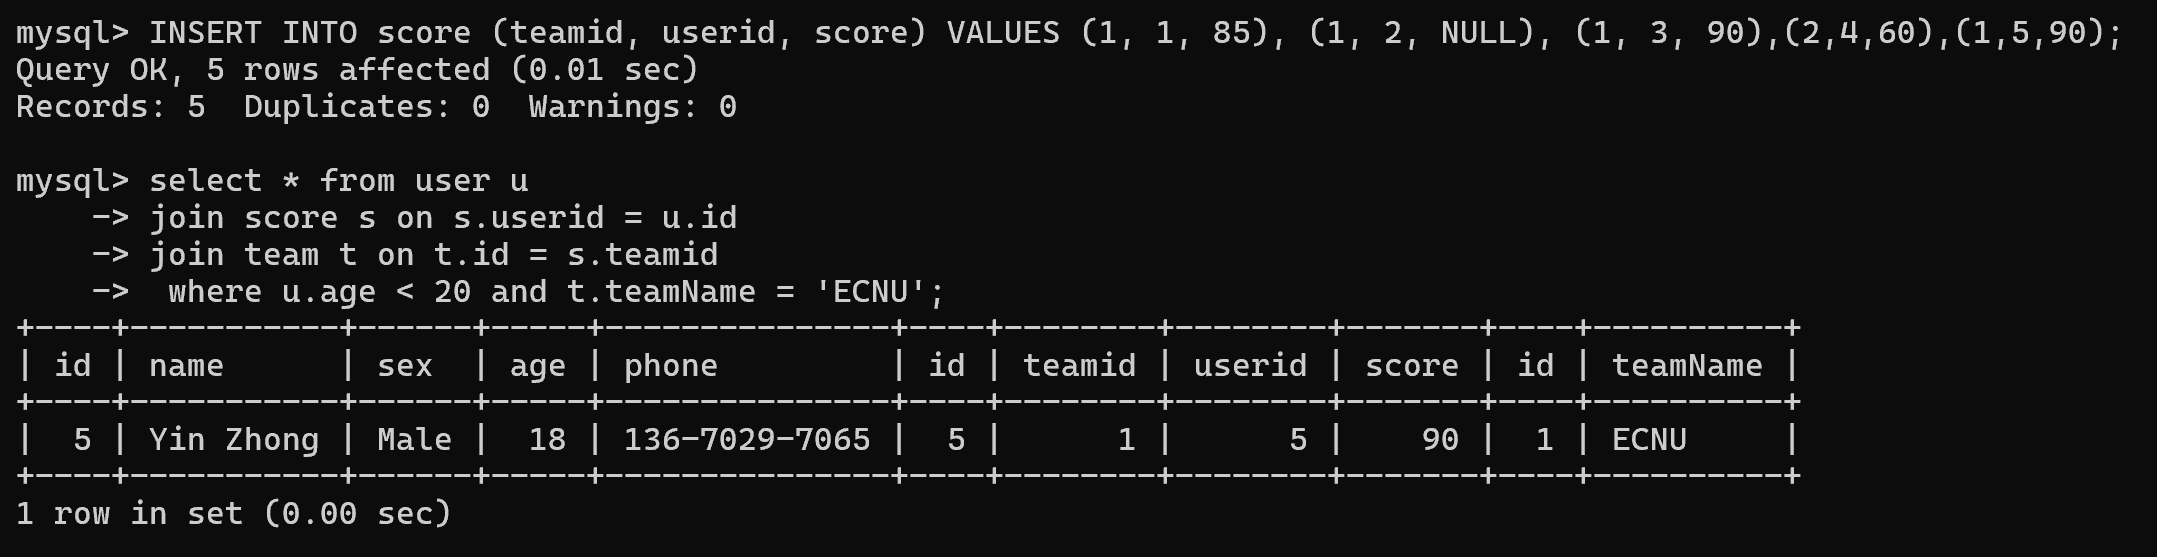 mysql> INSERT INTO score (teamid, userid, score) VALUES (1, 1, 85), (1, 2, NULL), (1, 3, 90),(2,4,60),(1,5,90);
Query OK, 5 rows affected (0.01 sec)
Records: 5  Duplicates: 0  Warnings: 0

mysql> select * from user u
    -> join score s on s.userid = u.id
    -> join team t on t.id = s.teamid
    ->  where u.age < 20 and t.teamName = 'ECNU';
+----+-----------+------+-----+---------------+----+--------+--------+-------+----+----------+
| id | name      | sex  | age | phone         | id | teamid | userid | score | id | teamName |
+----+-----------+------+-----+---------------+----+--------+--------+-------+----+----------+
|  5 | Yin Zhong | Male |  18 | 136-7029-7065 |  5 |      1 |      5 |    90 |  1 | ECNU     |
+----+-----------+------+-----+---------------+----+--------+--------+-------+----+----------+
1 row in set (0.00 sec)